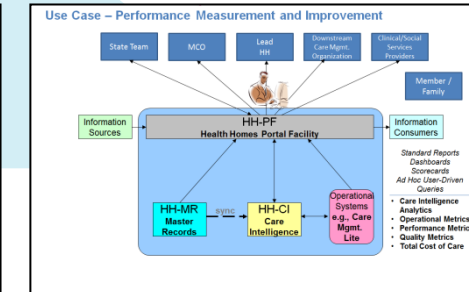 Use Case – Performance Measurement and Improvement
State Team
MCO
Lead
HH
Downstream
Care Mgmt.
Organization
Clinical/Social
Services
Providers
Member /
Family
Information
Sources
HH-PF
Health Homes Portal Facility
Information
Consumers
Standard Reports
Dashboards
Scorecards
Ad Hoc User-Driven
Queries
HH-MR
Master
Records
sync
HH-CI
Care
Intelligence
Operational
Systems
e.g., Care
Mgmt.
Lite
• Care Intelligence
Analytics
• Operational Metrics
• Performance Metric
• Quality Metrics
• Total Cost of Care